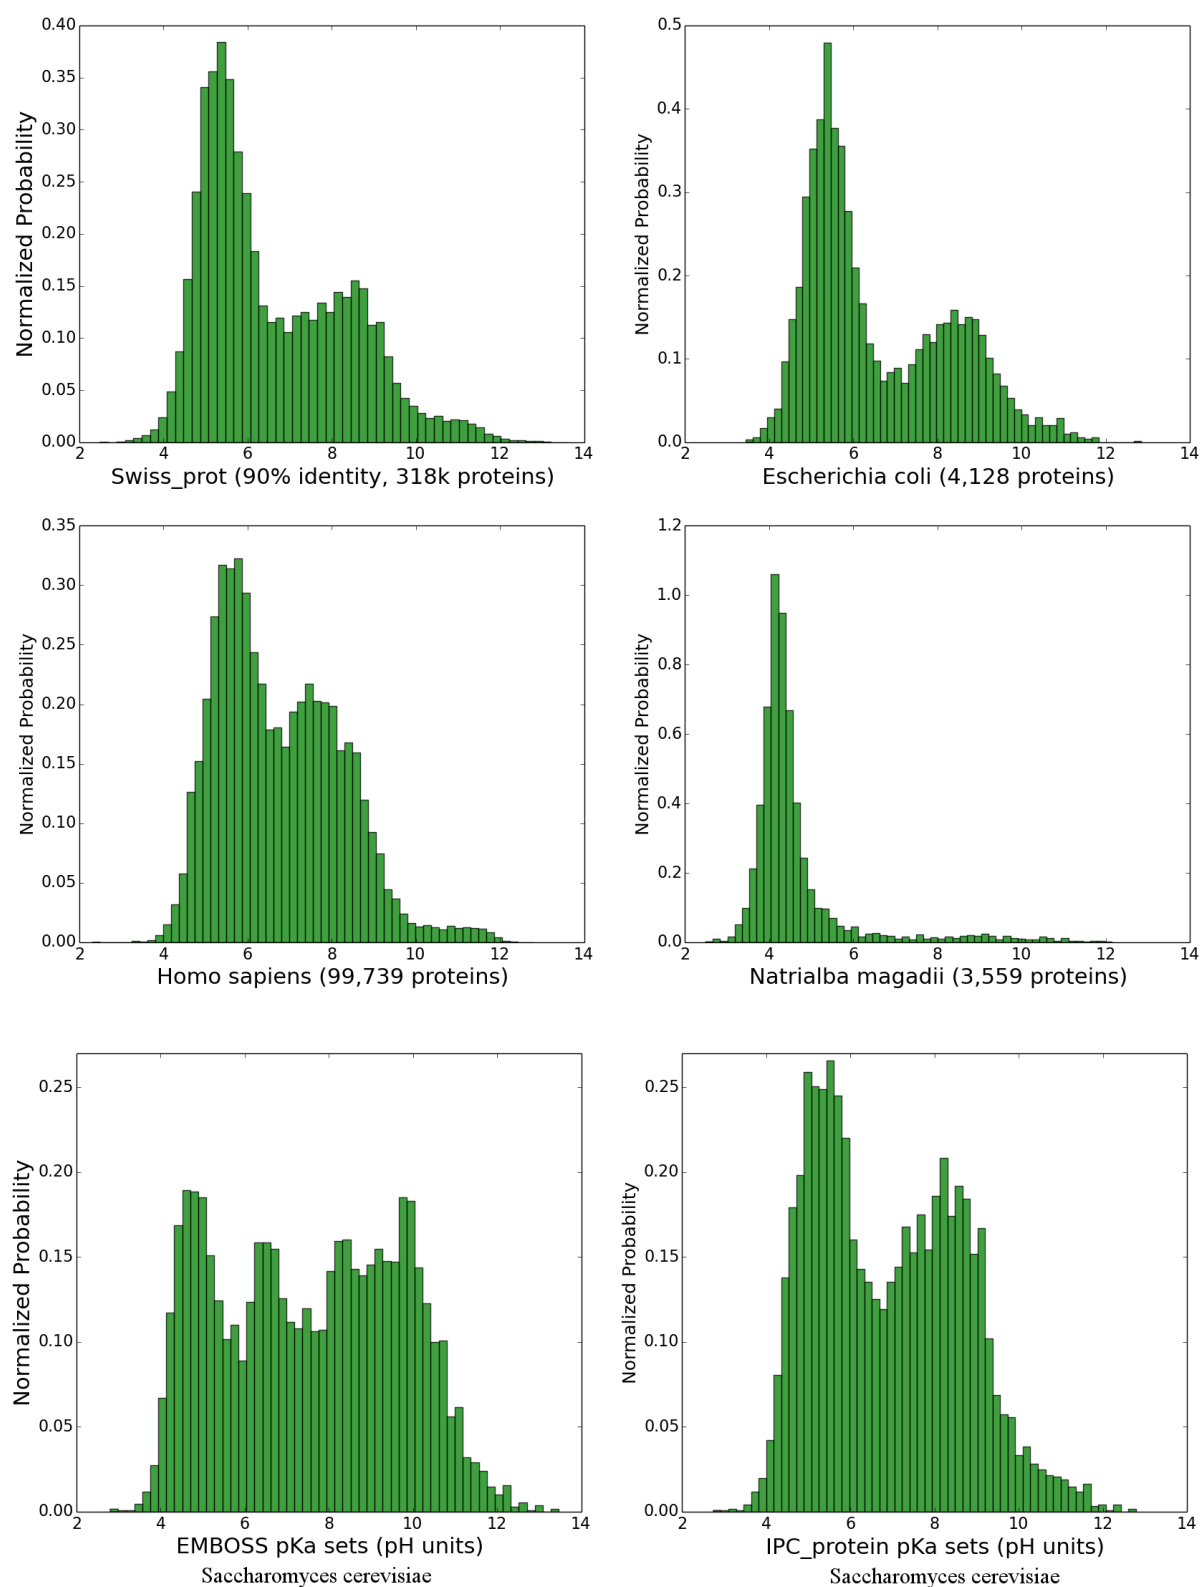 0.40
0.35
0.30
0.25
0.20
0.15
0.10
0.05
0.00
Normalized Probability
2 4 6 8 10 12 14
Swiss_prot (90% identity, 318k proteins)
0.5
0.4
0.3
0.2
0.1
0.0
Normalized Probability
2 4 6 8 10 12 14
Escherichia coli (4,128 proteins)
0.35
0.30
0.25
0.20
0.15
0.10
0.05
0.00
Normalized Probability
2 4 6 8 10 12 14
Homo sapiens (99,739 proteins)
1.2
1.0
0.8
0.6
0.4
0.2
0.0
Normalized Probability
2 4 6 8 10 12 14
Natrialba magadii (3,559 proteins)
0.25
0.20
0.15
0.10
0.05
0.00
Normalized Probability
2 4 6 8 10 12 14
EMBOSS pKa sets (pH units)
Saccharomyces cerevisiae
0.25
0.20
0.15
0.10
0.05
0.00
Normalized Probability
2 4 6 8 10 12 14
IPC_protein pKa sets (pH units)
Saccharomyces cerevisiae